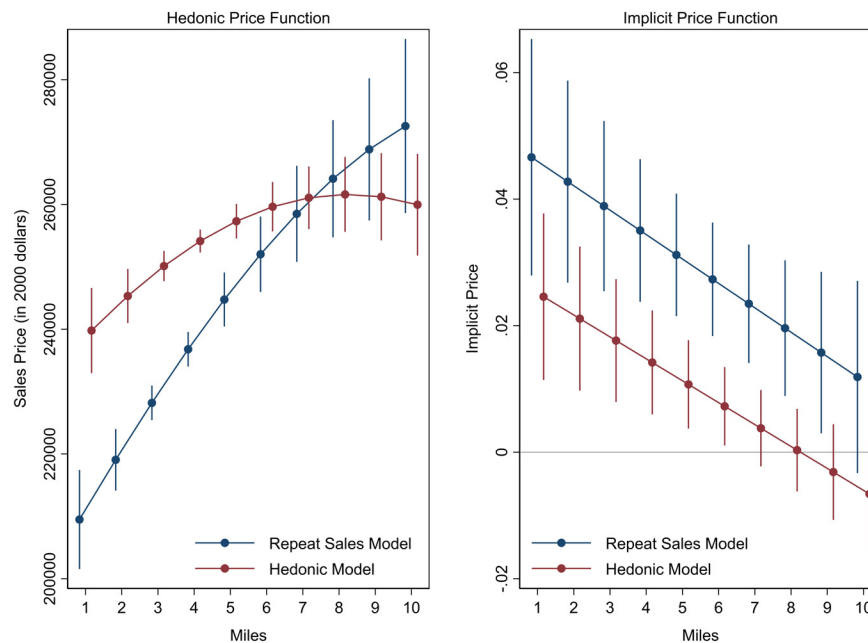 Hedonic Price Function
Sales Price (in 2000 dollars)
280000
260000
240000
220000
200000
Repeat Sales Model
Hedonic Model
1 2 3 4 5 6 7 8 9 10
Miles
Implicit Price Function
Implicit Price
.06
.04
.02
0
-.02
Repeat Sales Model
Hedonic Model
1 2 3 4 5 6 7 8 9 10
Miles